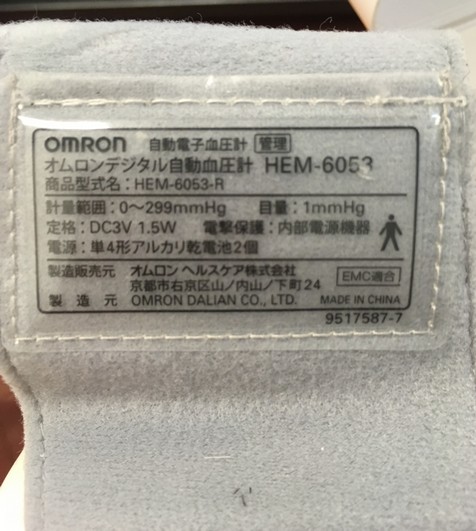 OMRON 自動電子血圧計 管理
オムロンデジタル自動血圧計 HEM-6053
商品型式名：HEM-6053-R
計量範囲：0～299mmHg 目量：1mmHg
定格：DC3V 1.5W 電撃保護：内部電源機器
電源：単4形アルカリ乾電池2個
製造販売元 オムロン ヘルスケア株式会社 EMC適合
京都市右京区山ノ内山ノ下町24
製造元 OMRON DALIAN CO., LTD. MADE IN CHINA
9517587-7